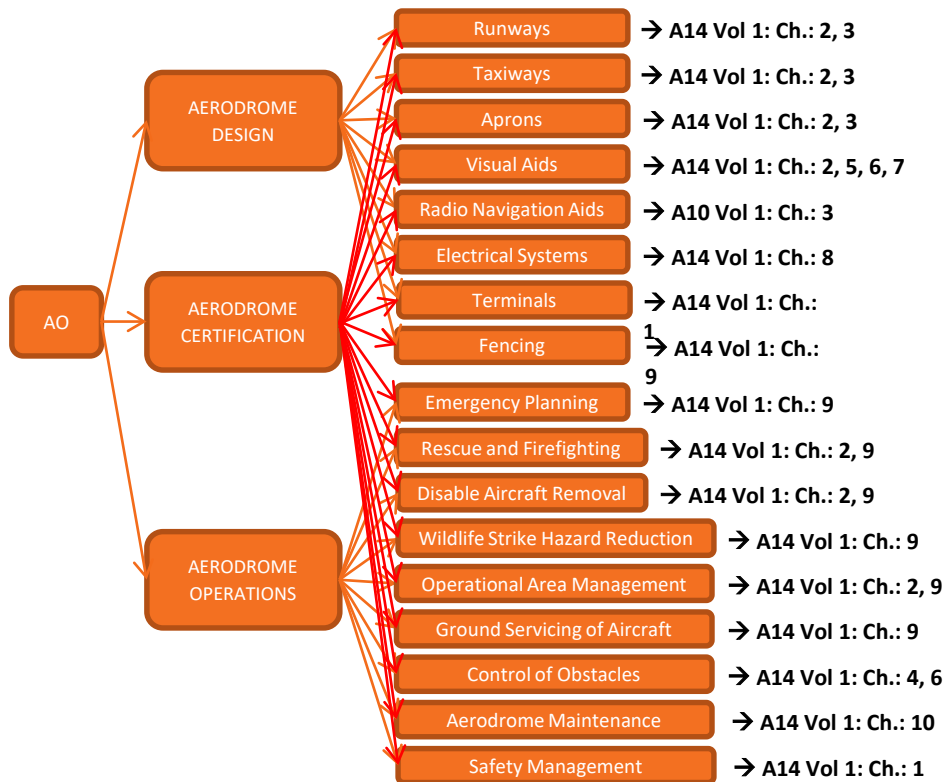 Runways → A14 Vol 1: Ch.: 2, 3
Taxiways → A14 Vol 1: Ch.: 2, 3
AERODROME
DESIGN
Aprons → A14 Vol 1: Ch.: 2, 3
Visual Aids → A14 Vol 1: Ch.: 2, 5, 6, 7
Radio Navigation Aids → A10 Vol 1: Ch.: 3
Electrical Systems → A14 Vol 1: Ch.: 8
AO
AERODROME
CERTIFICATION
Terminals → A14 Vol 1: Ch.:
1
Fencing → A14 Vol 1: Ch.:
9
Emergency Planning → A14 Vol 1: Ch.: 9
Rescue and Firefighting → A14 Vol 1: Ch.: 2, 9
Disable Aircraft Removal → A14 Vol 1: Ch.: 2, 9
Wildlife Strike Hazard Reduction → A14 Vol 1: Ch.: 9
AERODROME
OPERATIONS
Operational Area Management → A14 Vol 1: Ch.: 2, 9
Ground Servicing of Aircraft → A14 Vol 1: Ch.: 9
Control of Obstacles → A14 Vol 1: Ch.: 4, 6
Aerodrome Maintenance → A14 Vol 1: Ch.: 10
Safety Management → A14 Vol 1: Ch.: 1